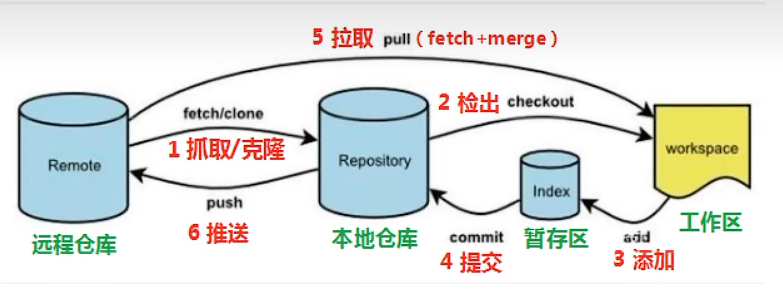 5 拉取 pull ( fetch +merge )
fetch/clone
2 检出 checkout
1 抓取/克隆
Remote
Repository
workspace
Index
push
6 推送
远程仓库
本地仓库
commit
4 提交
暂存区
add
3 添加
工作区